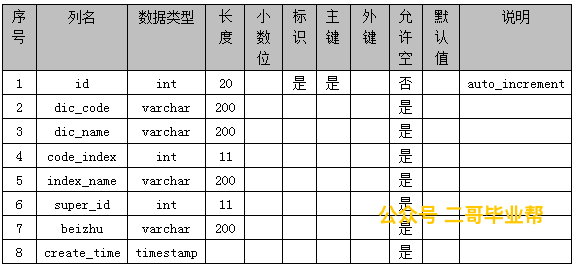 序号 列名 数据类型 长度 小数位 标识 主键 外键 允许空 默认值 说明
1 id int 20 是 是 否 auto_increment
2 dic_code varchar 200 是
3 dic_name varchar 200 是
4 code_index int 11 是
5 index_name varchar 200 是
6 super_id int 11 是
公众号 二哥毕业帮
7 beizhu varchar 200 是
8 create_time timestamp 是